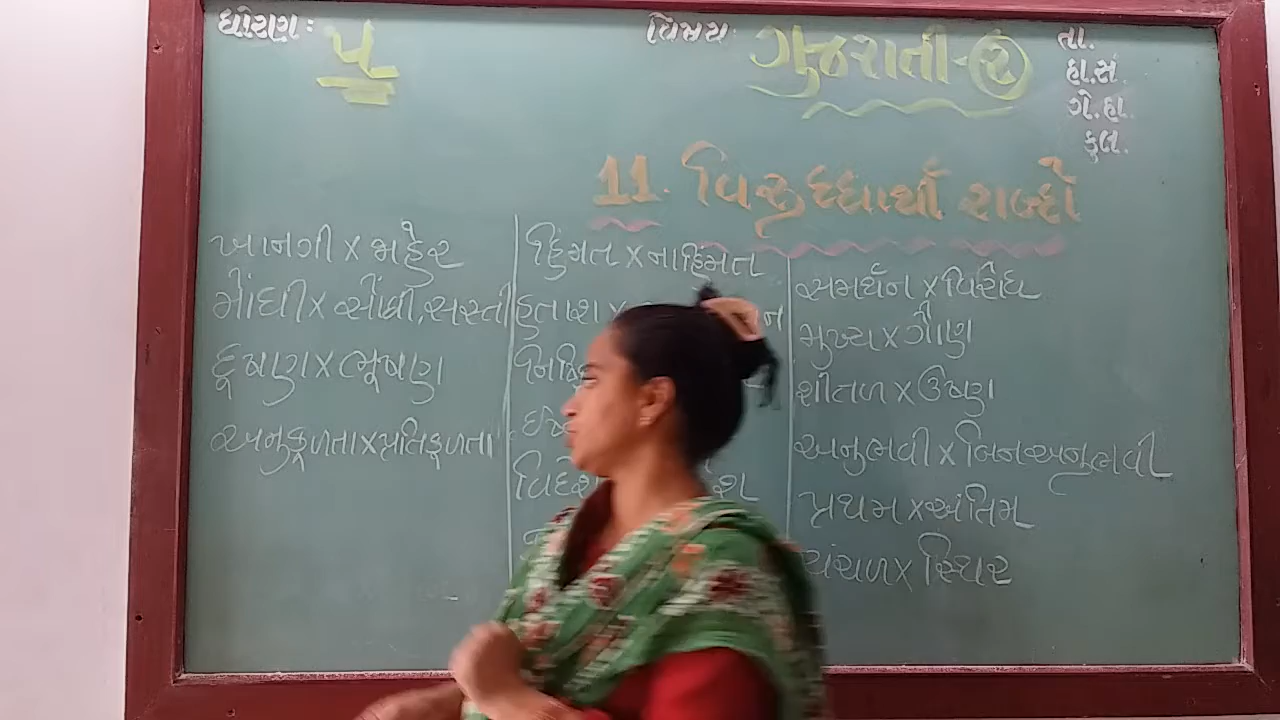 ધોરણઃ ૫
વિષયઃ ગુજરાતી-૨
તા.
હા.સં
ગે.હા.
કુલ.
11. વિરુદ્ધાર્થી શબ્દો
ખાનગી x જાહેર
મોંઘી x સોંઘી, સસ્તી
દૂષણ x ભૂષણ
અનુકૂળતા x પ્રતિકૂળતા
હિંમત x નાહિંમત
હતાશ x
સમર્થન x વિરોધ
મુખ્ય x ગૌણ
શીતળ x ઉષ્ણ
અનુભવી x બિનઅનુભવી
પ્રથમ x અંતિમ
ચંચળ x સ્થિર